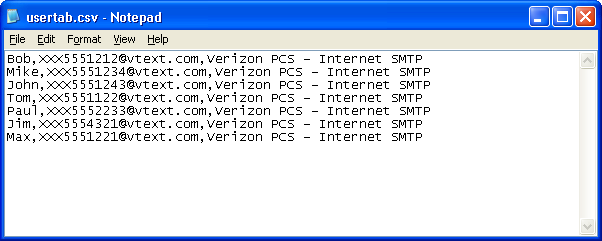 usertab.csv - Notepad
File Edit Format View Help
Bob,XXX5551212@vtext.com,Verizon PCS - Internet SMTP
Mike,XXX5551234@vtext.com,Verizon PCS - Internet SMTP
John,XXX5551243@vtext.com,Verizon PCS - Internet SMTP
Tom,XXX5551122@vtext.com,Verizon PCS - Internet SMTP
Paul,XXX5552233@vtext.com,Verizon PCS - Internet SMTP
Jim,XXX5554321@vtext.com,Verizon PCS - Internet SMTP
Max,XXX5551221@vtext.com,Verizon PCS - Internet SMTP